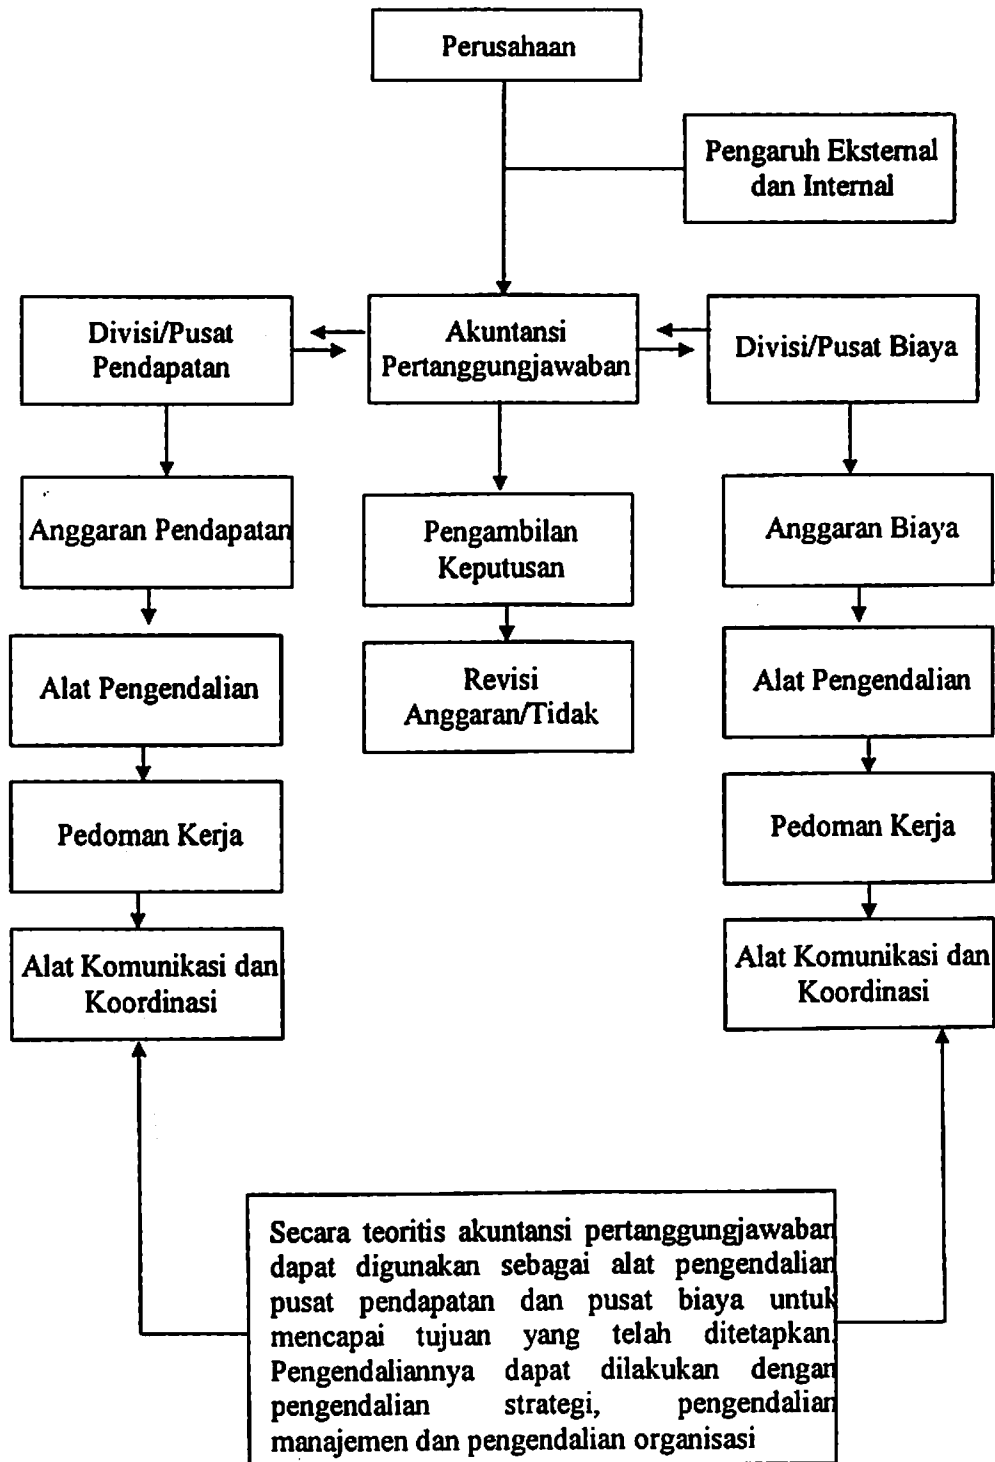 Perusahaan
Pengaruh Eksternal
dan Internal
Divisi/Pusat
Pendapatan
Akuntansi
Pertanggungjawaban
Divisi/Pusat Biaya
Anggaran Pendapatan
Pengambilan
Keputusan
Anggaran Biaya
Alat Pengendalian
Revisi
Anggaran/Tidak
Alat Pengendalian
Pedoman Kerja
Pedoman Kerja
Alat Komunikasi dan
Koordinasi
Alat Komunikasi dan
Koordinasi
Secara teoritis akuntansi pertanggungjawaban
dapat digunakan sebagai alat pengendalian
pusat pendapatan dan pusat biaya untuk
mencapai tujuan yang telah ditetapkan.
Pengendaliannya dapat dilakukan dengan
pengendalian strategi, pengendalian
manajemen dan pengendalian organisasi